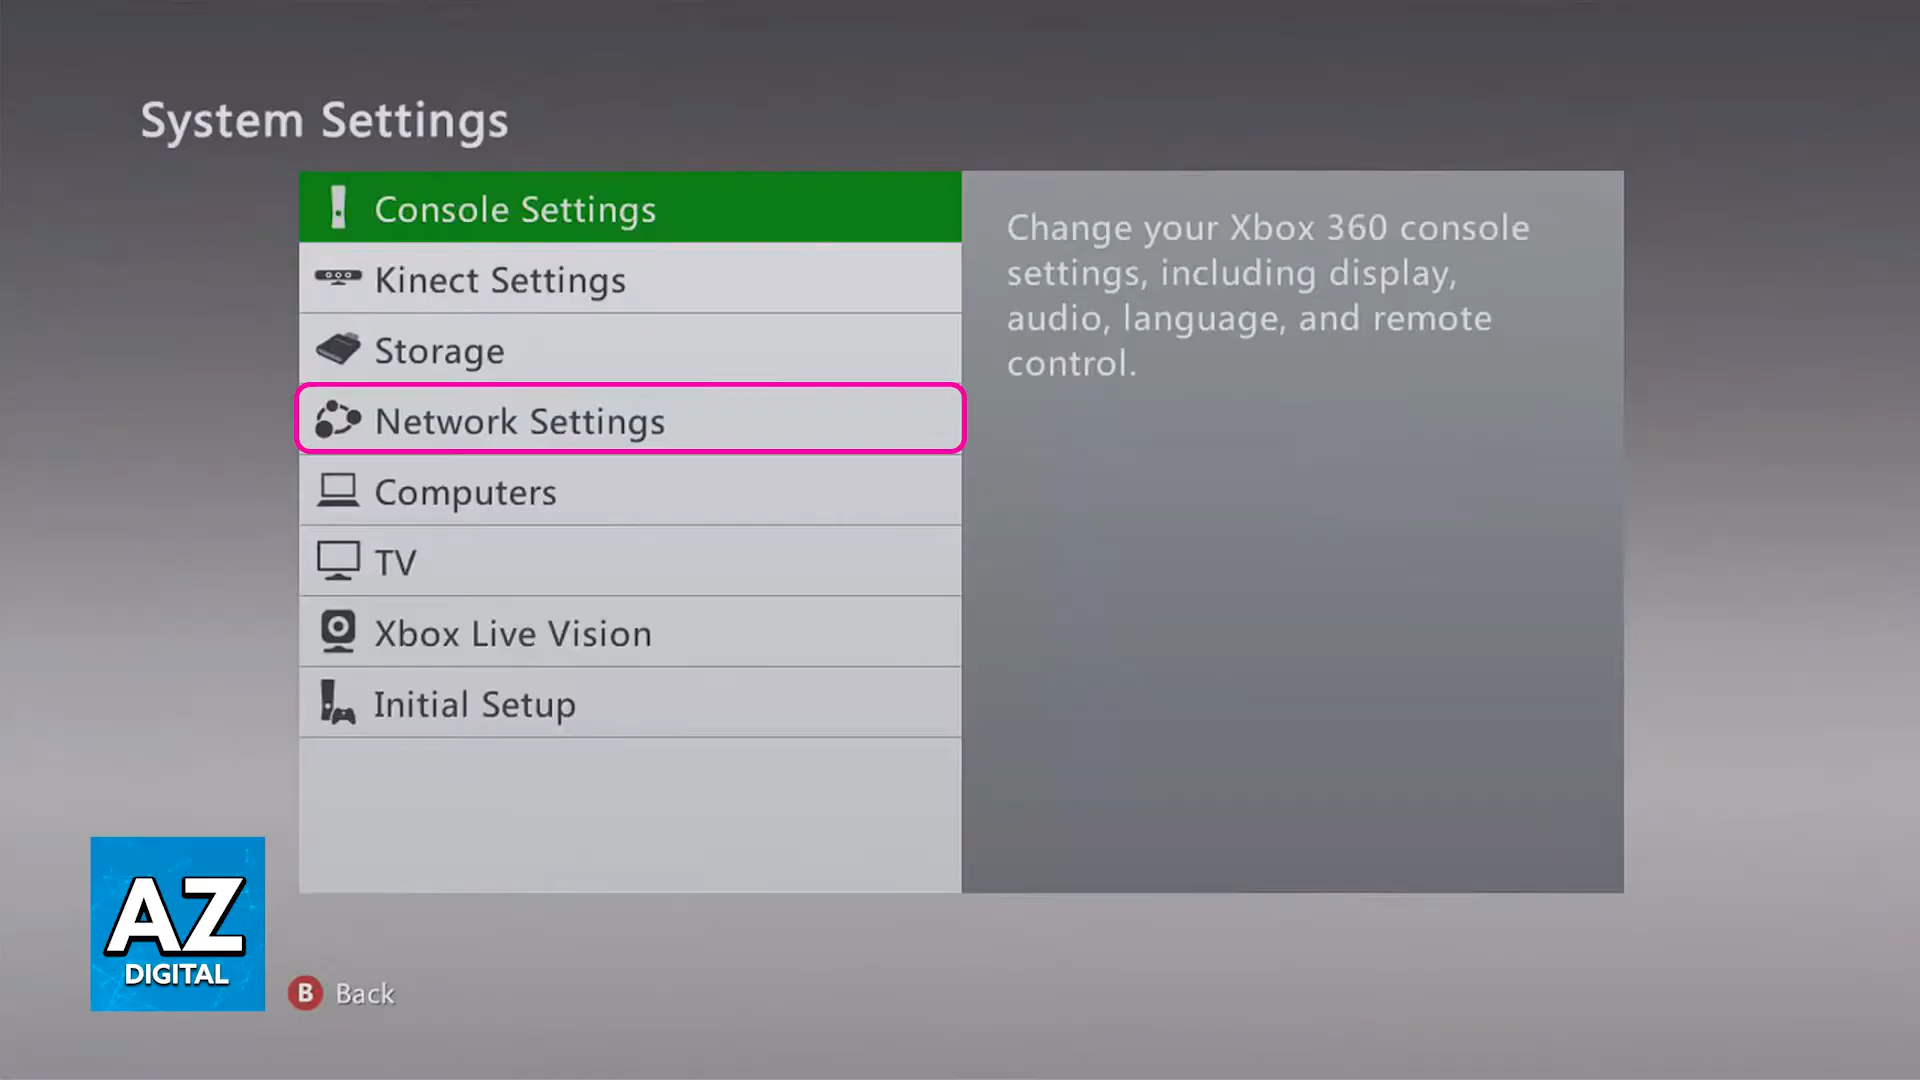 System Settings
Console Settings
Kinect Settings
Storage
Network Settings
Computers
TV
Xbox Live Vision
Initial Setup
Change your Xbox 360 console
settings, including display,
audio, language, and remote
control.
AZ
DIGITAL
B Back